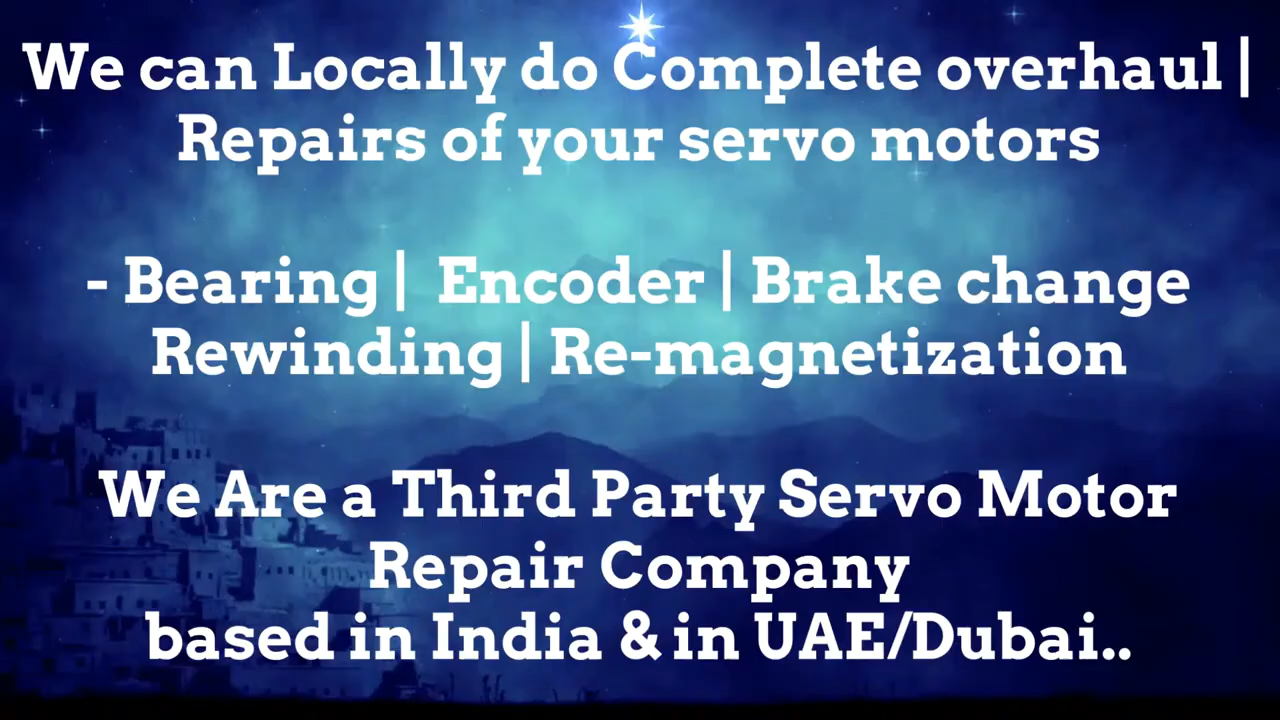 We can Locally do Complete overhaul |
Repairs of your servo motors
- Bearing | Encoder | Brake change
Rewinding | Re-magnetization
We Are a Third Party Servo Motor
Repair Company
based in India & in UAE/Dubai..